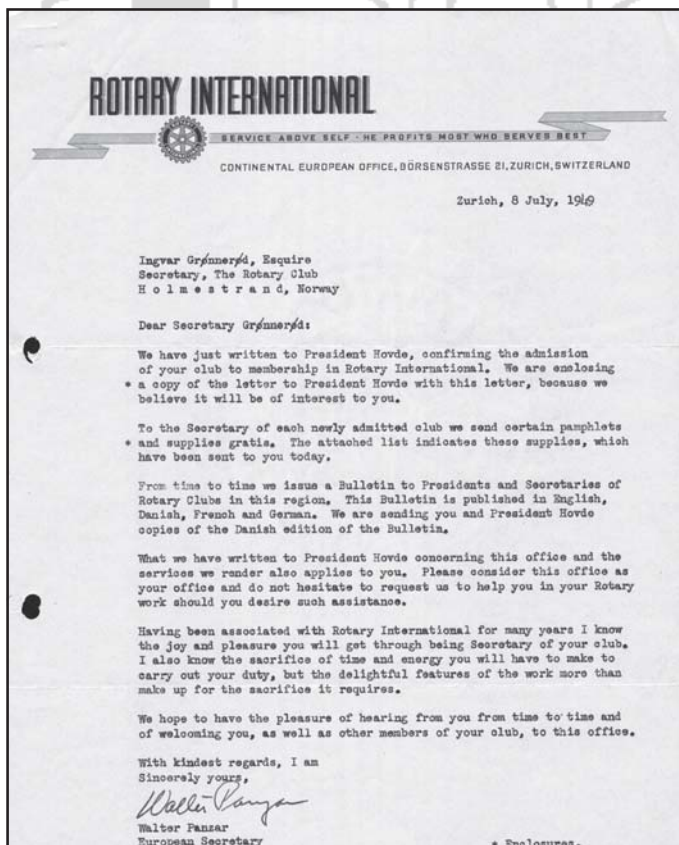 ROTARY INTERNATIONAL
SERVICE ABOVE SELF - HE PROFITS MOST WHO SERVES BEST
CONTINENTAL EUROPEAN OFFICE, BÖRSENSTRASSE 21, ZURICH, SWITZERLAND
Zurich, 8 July, 1949
Ingvar Grønnerød, Esquire
Secretary, The Rotary Club
H o l m e s t r a n d, Norway
Dear Secretary Grønnerød:
We have just written to President Hovde, confirming the admission
of your club to membership in Rotary International. We are enclosing
* a copy of the letter to President Hovde with this letter, because we
believe it will be of interest to you.
To the Secretary of each newly admitted club we send certain pamphlets
* and supplies gratis. The attached list indicates these supplies, which
have been sent to you today.
From time to time we issue a Bulletin to Presidents and Secretaries of
Rotary Clubs in this region. This Bulletin is published in English,
Danish, French and German. We are sending you and President Hovde
copies of the Danish edition of the Bulletin.
What we have written to President Hovde concerning this office and the
services we render also applies to you. Please consider this office as
your office and do not hesitate to request us to help you in your Rotary
work should you desire such assistance.
Having been associated with Rotary International for many years I know
the joy and pleasure you will get through being Secretary of your club.
I also know the sacrifice of time and energy you will have to make to
carry out your duty, but the delightful features of the work more than
make up for the sacrifice it requires.
We hope to have the pleasure of hearing from you from time to time and
of welcoming you, as well as other members of your club, to this office.
With kindest regards, I am
Sincerely yours,
Walter Panzar
Walter Panzar
European Secretary
* Enclosures.